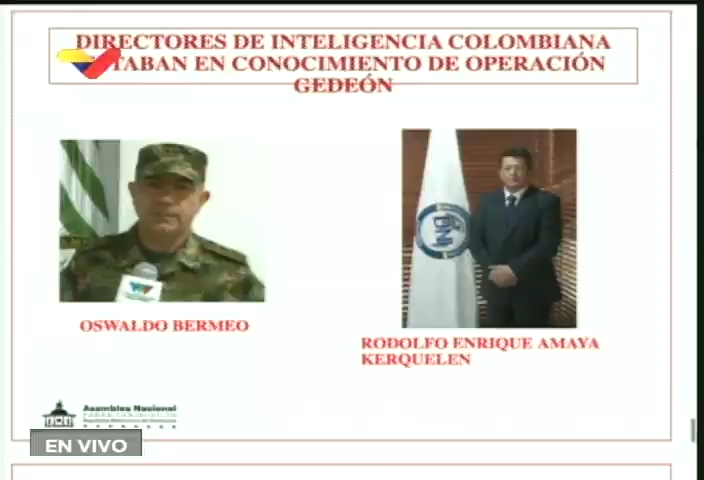 DIRECTORES DE INTELIGENCIA COLOMBIANA
TABAN EN CONOCIMIENTO DE OPERACIÓN
GEDEÓN
DNI
OSWALDO BERMEO
RODOLFO ENRIQUE AMAYA
KERQUELEN
Asamblea Nacional
EN VIVO